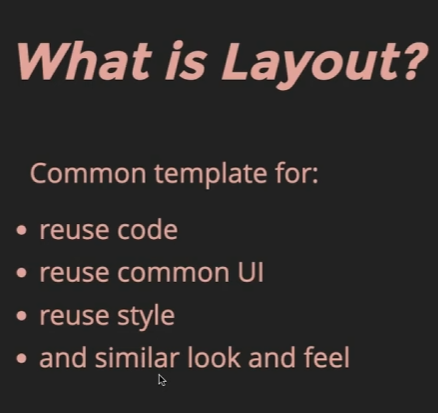 What is Layout?
Common template for:
• reuse code
• reuse common UI
• reuse style
• and similar look and feel